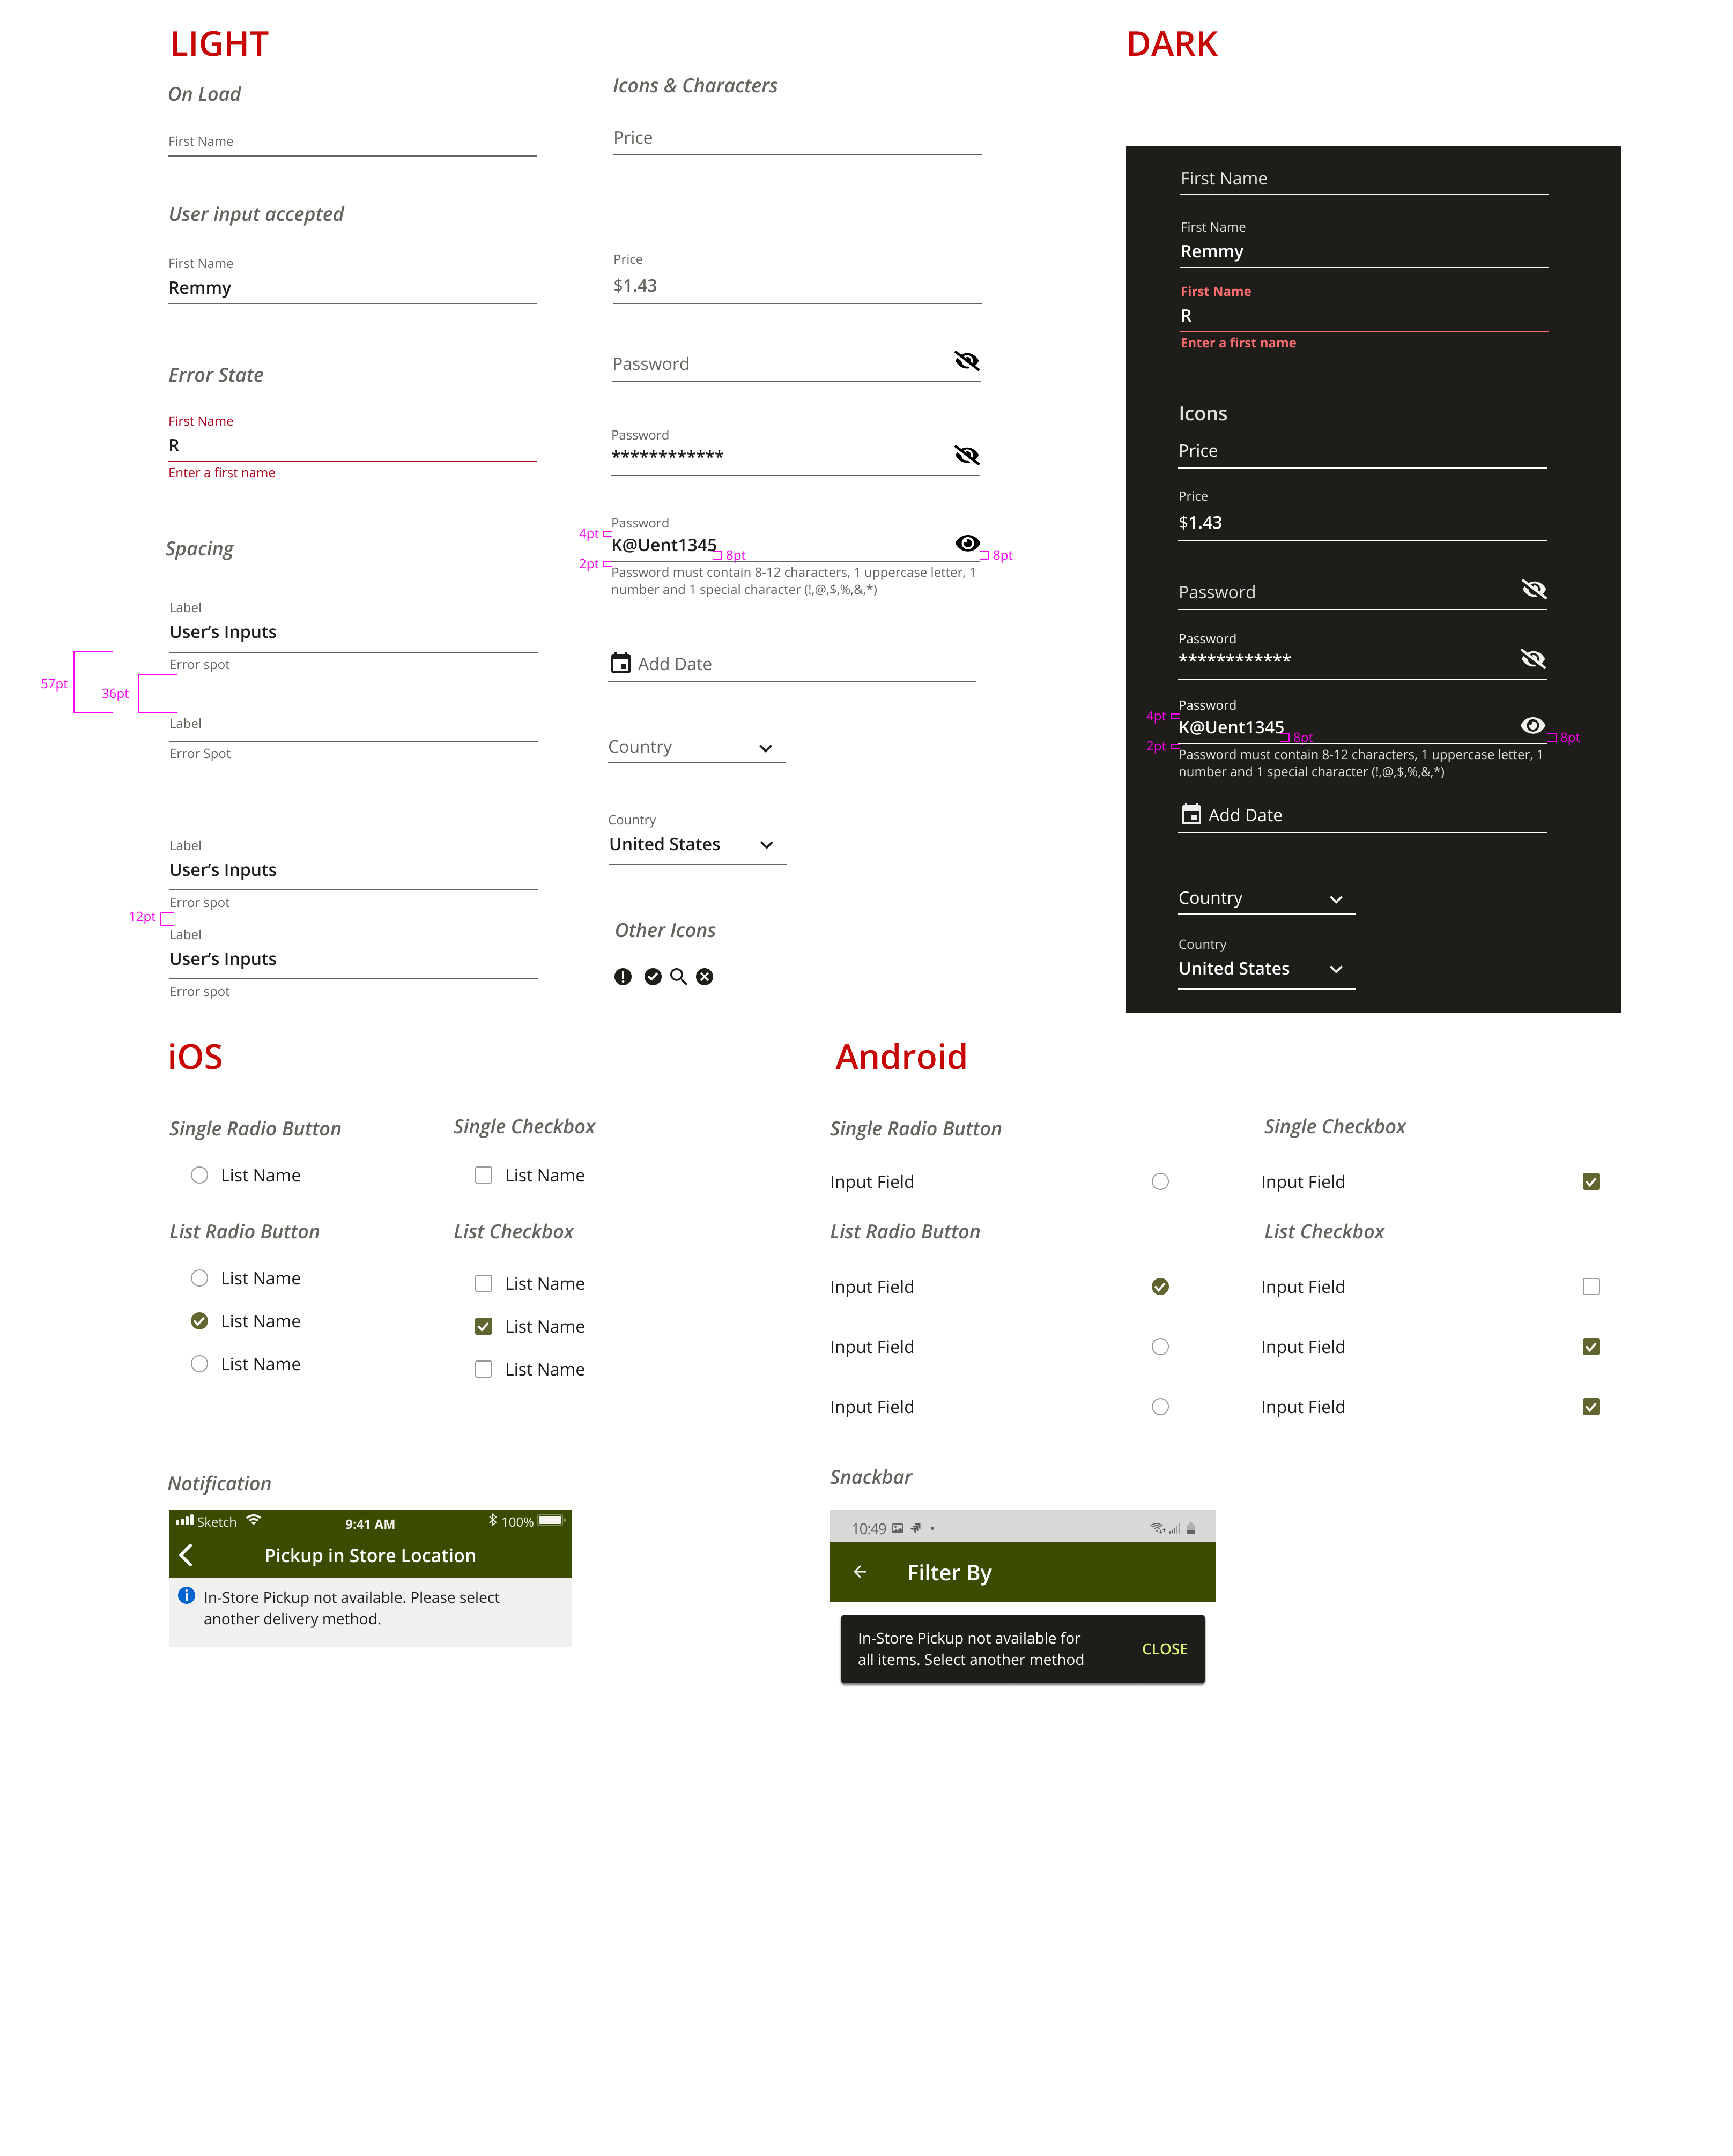 LIGHT
On Load
First Name
User input accepted
First Name
Remmy
Error State
First Name
R
Enter a first name
Spacing
Label
User’s Inputs
Error spot
57pt
36pt
Label
Error Spot
Label
User’s Inputs
Error spot
12pt
Label
User’s Inputs
Error spot
Icons & Characters
Price
Price
$1.43
Password
Password
************
Password
4pt
K@Uent1345
8pt
8pt
2pt
Password must contain 8-12 characters, 1 uppercase letter, 1
number and 1 special character (!,@,$,%,&,*)
Add Date
Country
Country
United States
Other Icons
DARK
First Name
First Name
Remmy
First Name
R
Enter a first name
Icons
Price
Price
$1.43
Password
Password
************
Password
4pt
K@Uent1345
8pt
8pt
2pt
Password must contain 8-12 characters, 1 uppercase letter, 1
number and 1 special character (!,@,$,%,&,*)
Add Date
Country
Country
United States
iOS
Single Radio Button
List Name
List Radio Button
List Name
List Name
List Name
Single Checkbox
List Name
List Checkbox
List Name
List Name
List Name
Notification
Sketch
9:41 AM
100%
Pickup in Store Location
In-Store Pickup not available. Please select
another delivery method.
Android
Single Radio Button
Input Field
List Radio Button
Input Field
Input Field
Input Field
Single Checkbox
Input Field
List Checkbox
Input Field
Input Field
Input Field
Snackbar
10:49
Filter By
In-Store Pickup not available for
all items. Select another method
CLOSE